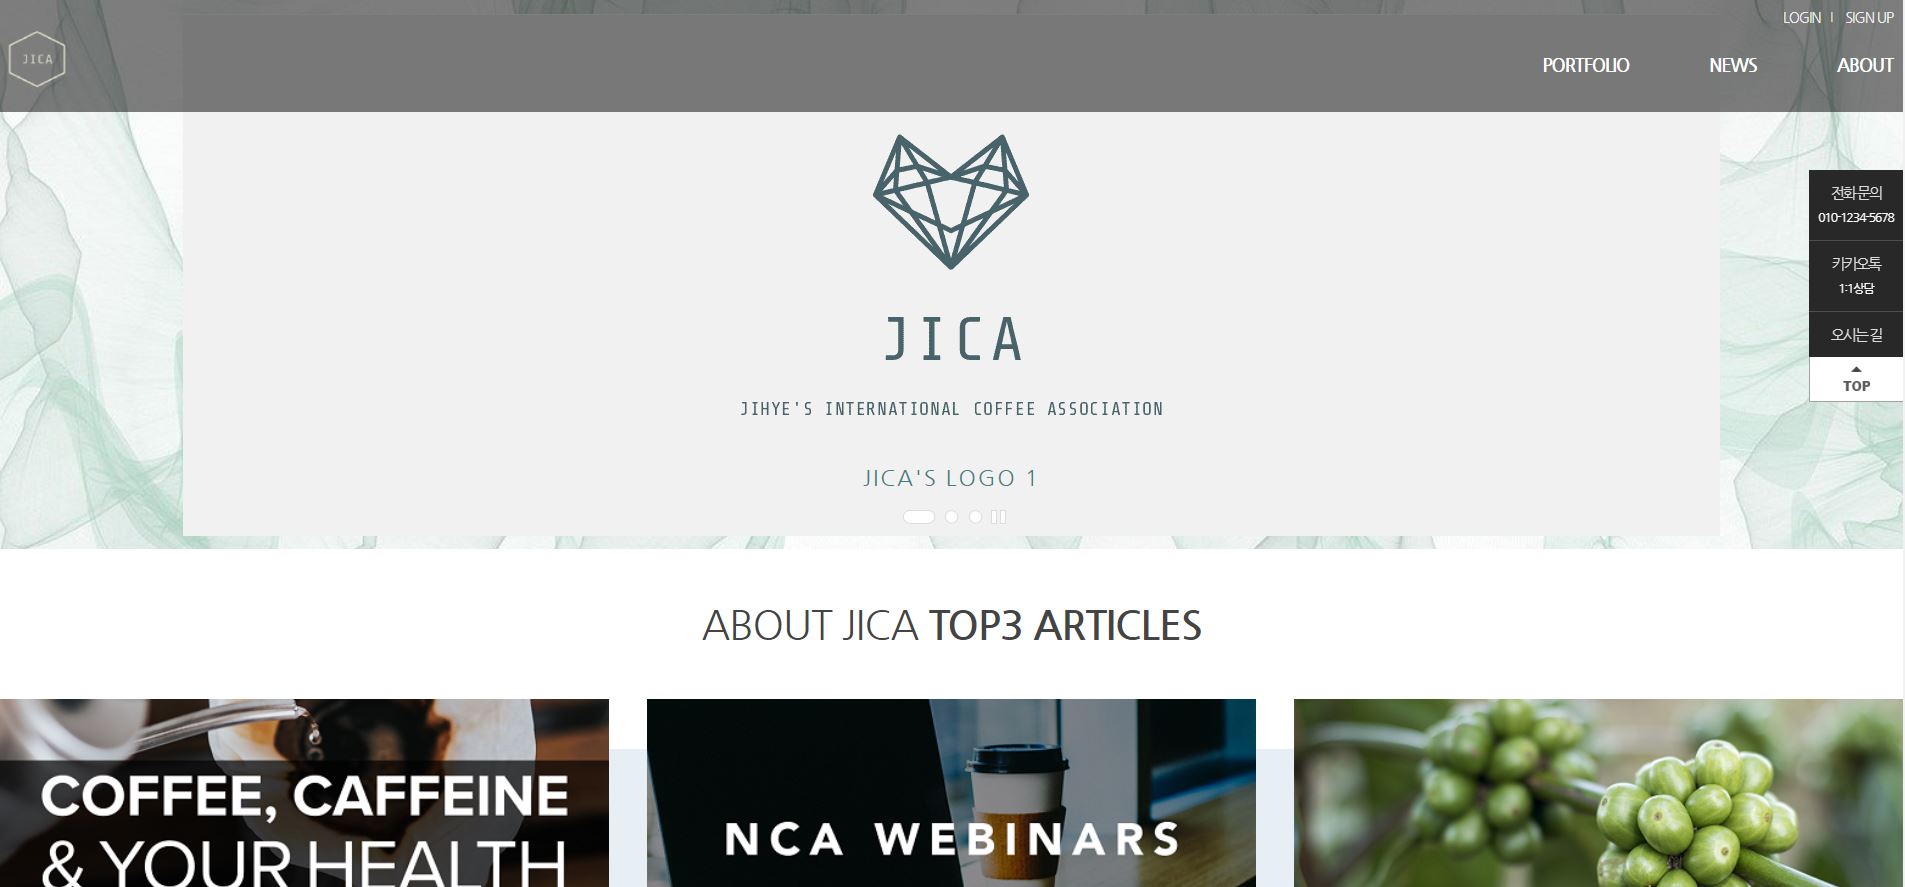 LOGIN | SIGN UP
JICA
PORTFOLIO NEWS ABOUT
전화문의
010-1234-5678
카카오톡
1:1상담
오시는 길
TOP
JICA
JIHYE'S INTERNATIONAL COFFEE ASSOCIATION
JICA'S LOGO 1
ABOUT JICA TOP3 ARTICLES
COFFEE, CAFFEINE
& YOUR HEALTH
NCA WEBINARS